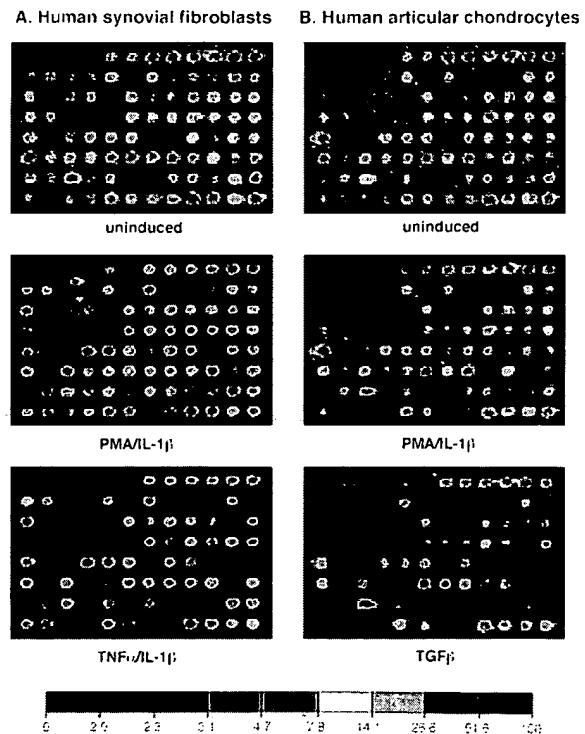 A. Human synovial fibroblasts
B. Human articular chondrocytes
uninduced
uninduced
PMA/IL-1β
PMA/IL-1β
TNFα/IL-1β
TGFβ